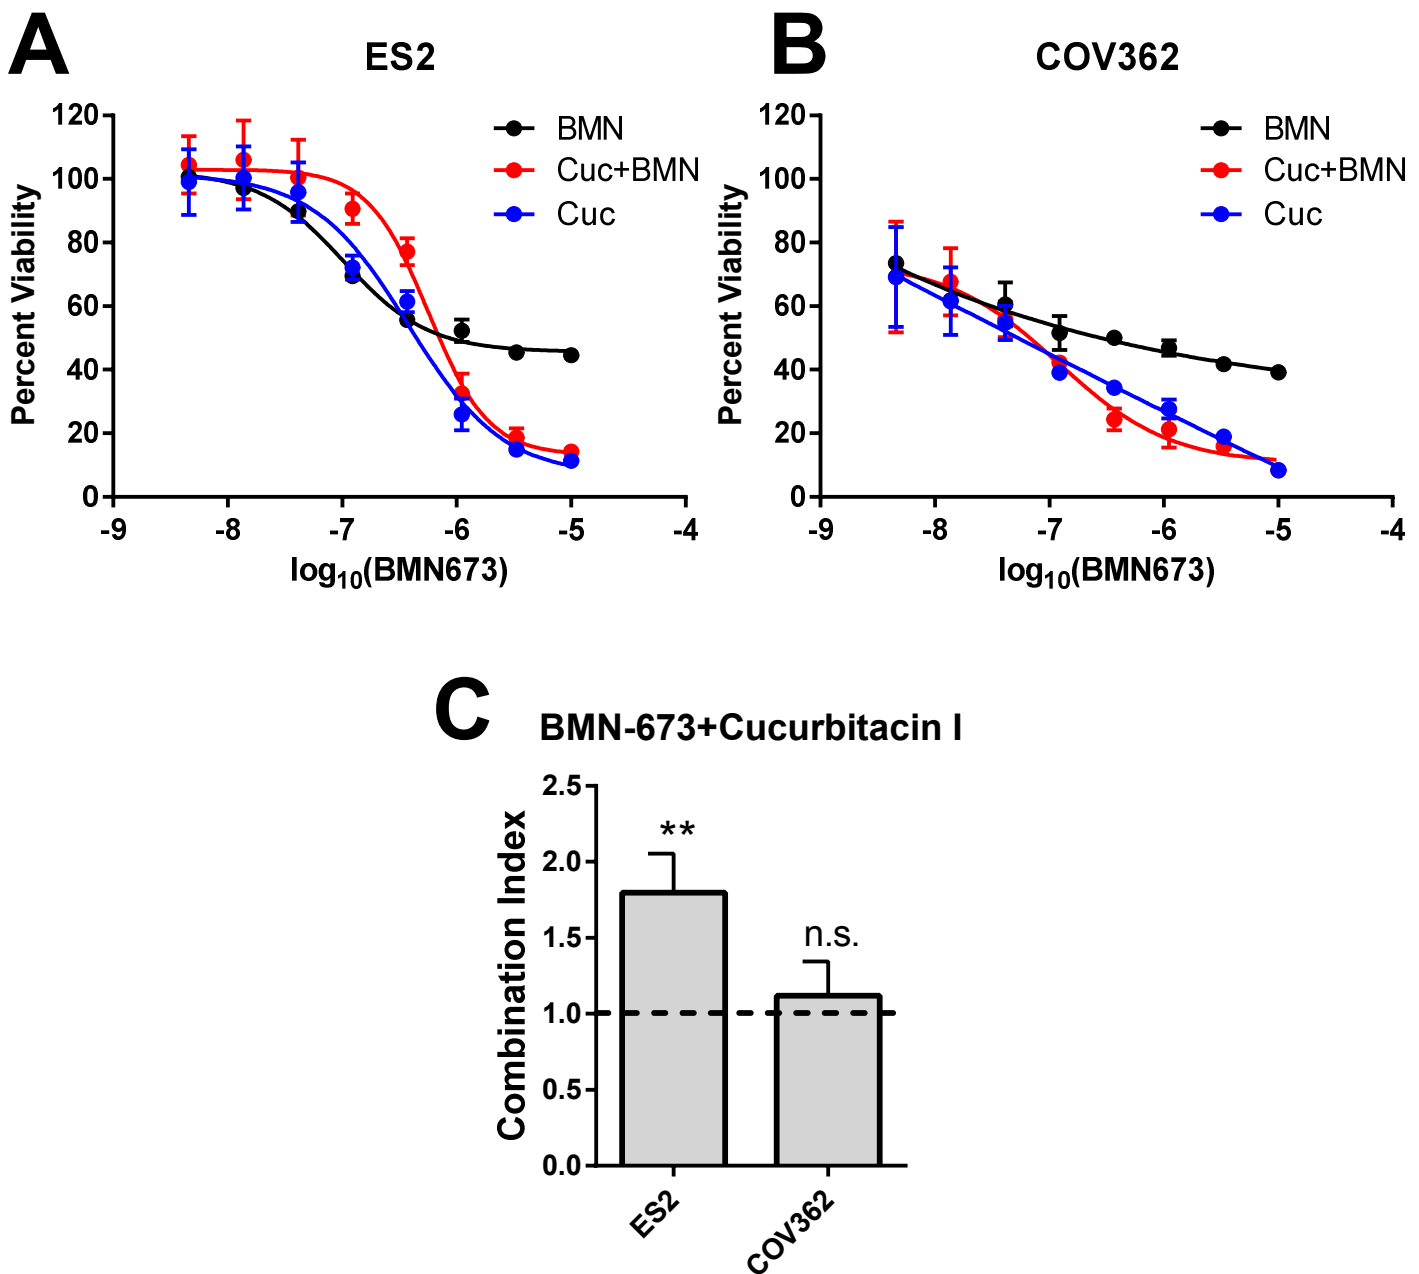 A
ES2
120
100
80
60
40
20
0
Percent Viability
-9 -8 -7 -6 -5 -4
log10(BMN673)
BMN
Cuc+BMN
Cuc
B
COV362
120
100
80
60
40
20
0
Percent Viability
-9 -8 -7 -6 -5 -4
log10(BMN673)
BMN
Cuc+BMN
Cuc
C
BMN-673+Cucurbitacin I
2.5
2.0
1.5
1.0
0.5
0.0
Combination Index
**
n.s.
ES2
COV362